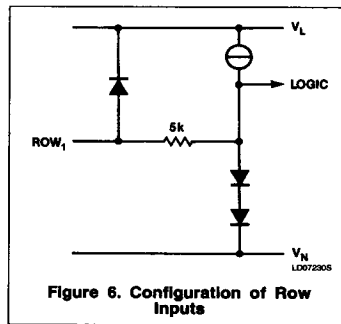 V_L
LOGIC
5k
ROW_1
V_N
LD07230S
Figure 6. Configuration of Row
Inputs